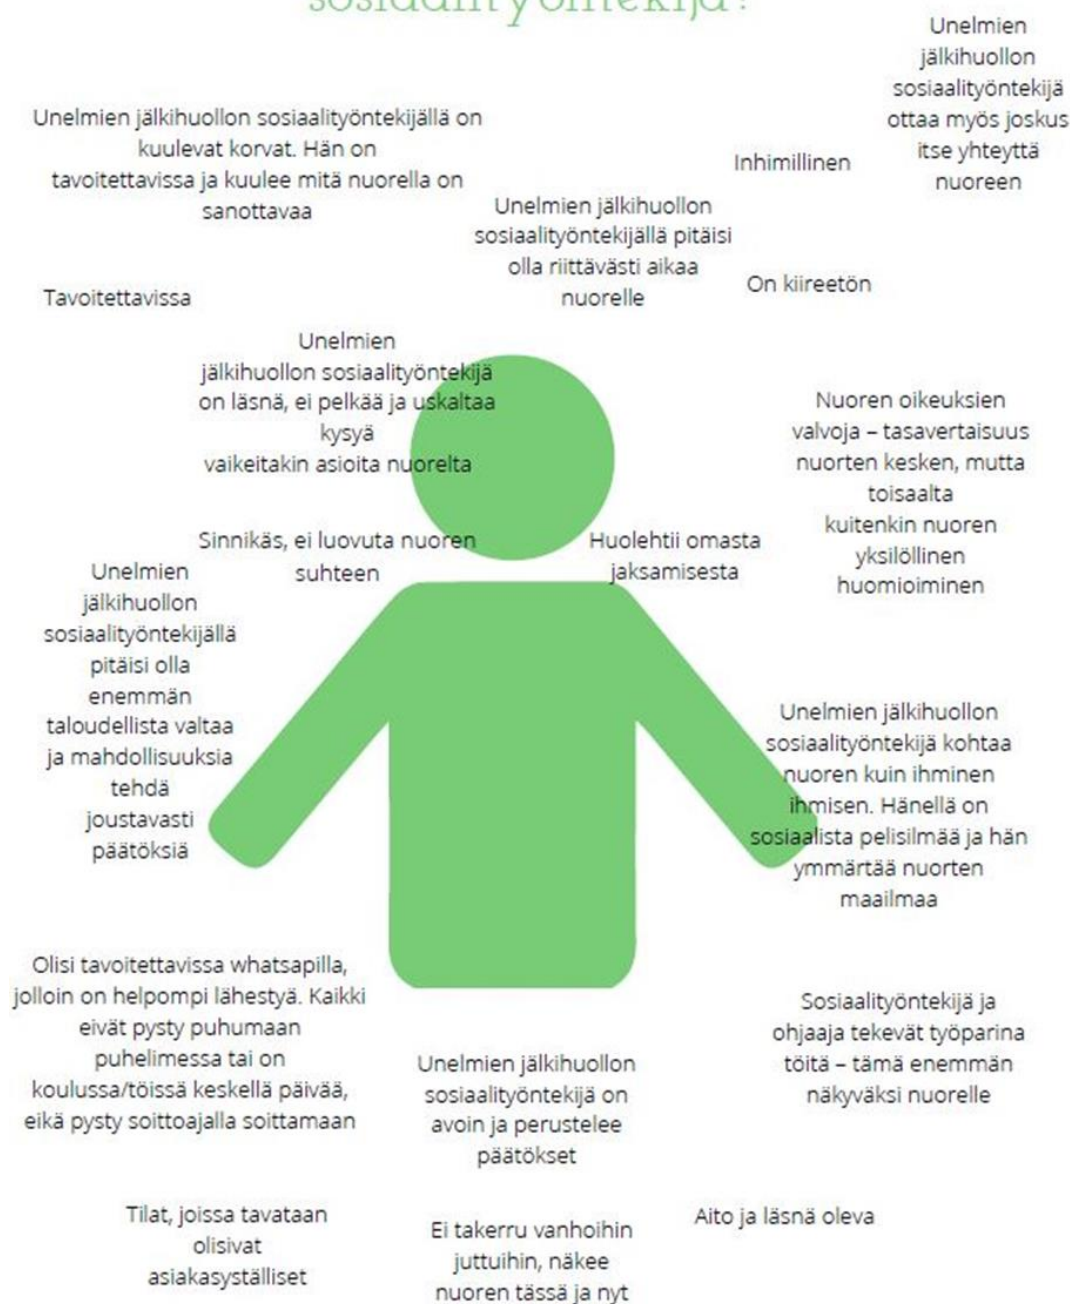 sosiaalityöntekijä?
Unelmien
jälkihuollon
sosiaalityöntekijä
ottaa myös joskus
itse yhteyttä
nuoreen
Unelmien jälkihuollon sosiaalityöntekijällä on
kuulevat korvat. Hän on
tavoitettavissa ja kuulee mitä nuorella on
sanottavaa
Inhimillinen
Unelmien jälkihuollon
sosiaalityöntekijällä pitäisi
olla riittävästi aikaa
nuorelle
On kiireetön
Tavoitettavissa
Unelmien
jälkihuollon sosiaalityöntekijä
on läsnä, ei pelkää ja uskaltaa
kysyä
vaikeitakin asioita nuorelta
Nuoren oikeuksien
valvoja – tasavertaisuus
nuorten kesken, mutta
toisaalta
kuitenkin nuoren
yksilöllinen
huomioiminen
Sinnikäs, ei luovuta nuoren
suhteen
Huolehtii omasta
jaksamisesta
Unelmien
jälkihuollon
sosiaalityöntekijällä
pitäisi olla
enemmän
taloudellista valtaa
ja mahdollisuuksia
tehdä
joustavasti
päätöksiä
Unelmien jälkihuollon
sosiaalityöntekijä kohtaa
nuoren kuin ihminen
ihmisen. Hänellä on
sosiaalista pelisilmää ja hän
ymmärtää nuorten
maailmaa
Olisi tavoitettavissa whatsapilla,
jolloin on helpompi lähestyä. Kaikki
eivät pysty puhumaan
puhelimessa tai on
koulussa/töissä keskellä päivää,
eikä pysty soittoajalla soittamaan
Unelmien jälkihuollon
sosiaalityöntekijä on
avoin ja perustelee
päätökset
Sosiaalityöntekijä ja
ohjaaja tekevät työparina
töitä – tämä enemmän
näkyväksi nuorelle
Tilat, joissa tavataan
olisivat
asiakasyställiset
Ei takerru vanhoihin
juttuihin, näkee
nuoren tässä ja nyt
Aito ja läsnä oleva